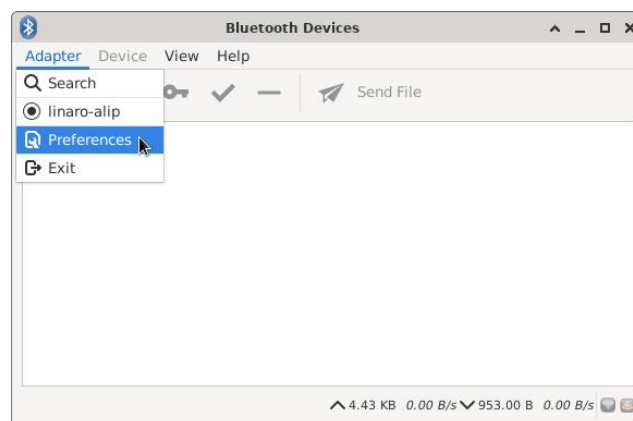 Bluetooth Devices
Adapter Device View Help
Search
Send File
linaro-alip
Preferences
Exit
4.43 KB 0.00 B/s 953.00 B 0.00 B/s